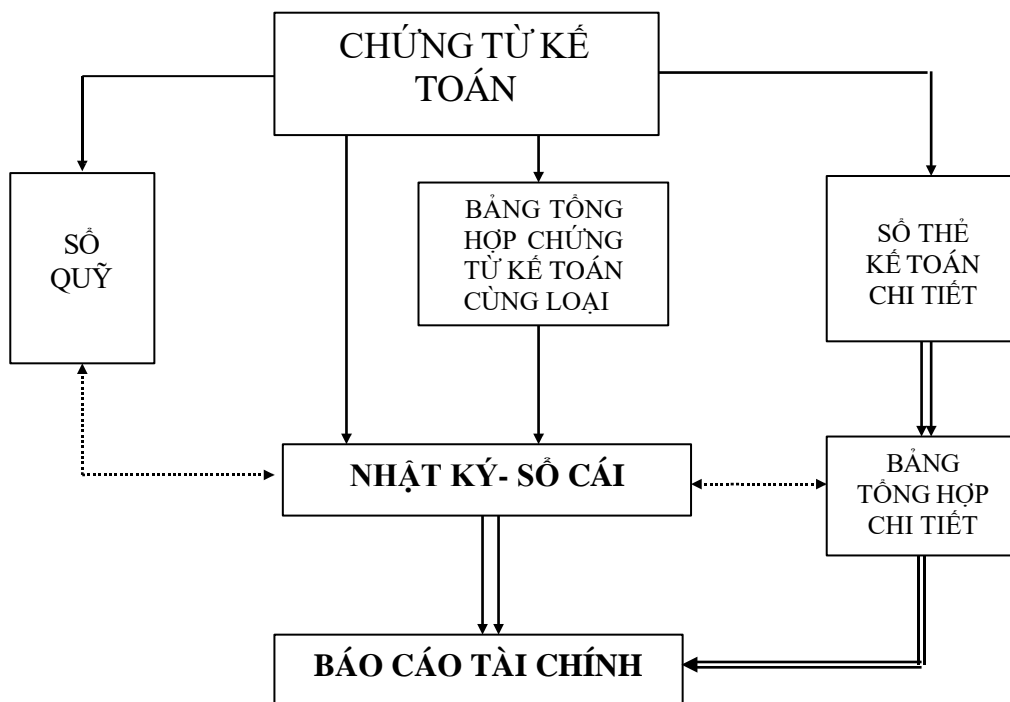 CHỨNG TỪ KẾ
TOÁN
SỔ
QUỸ
BẢNG TỔNG
HỢP CHỨNG
TỪ KẾ TOÁN
CÙNG LOẠI
SỔ THẺ
KẾ TOÁN
CHI TIẾT
NHẬT KÝ- SỔ CÁI
BẢNG
TỔNG HỢP
CHI TIẾT
BÁO CÁO TÀI CHÍNH